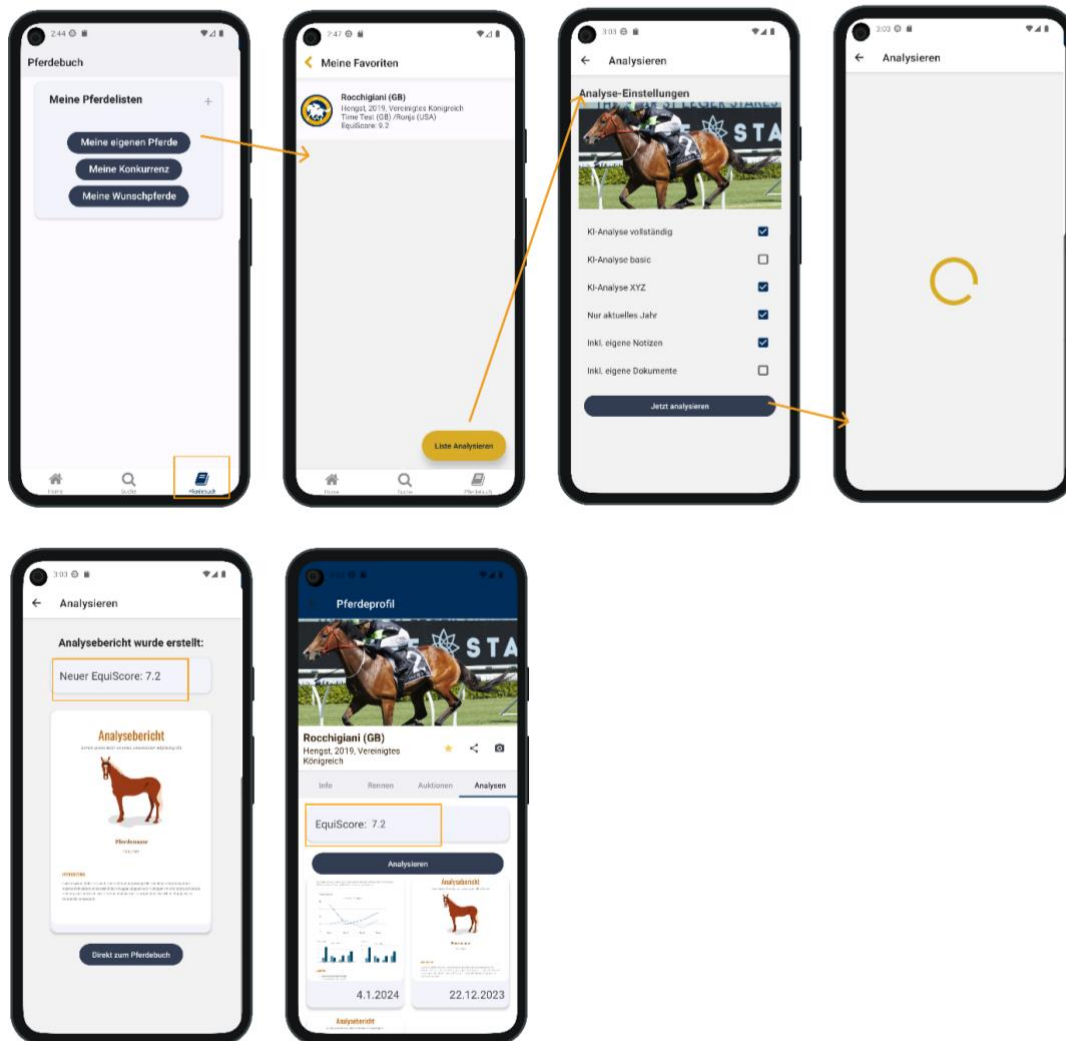 2:44
Pferdebuch
Meine Pferdelisten
+
Meine eigenen Pferde
Meine Konkurrenz
Meine Wunschpferde
Home
Suche
Pferdebuch
2:47
Meine Favoriten
Rocchigiani (GB)
Hengst, 2019, Vereinigtes Königreich
Time Test (GB) /Ronja (USA)
EquiScore: 9.2
Liste Analysieren
Home
Suche
Pferdebuch
3:03
Analysieren
Analyse-Einstellungen
STA
2
KI-Analyse vollständig
KI-Analyse basic
KI-Analyse XYZ
Nur aktuelles Jahr
Inkl. eigene Notizen
Inkl. eigene Dokumente
Jetzt analysieren
3:03
Analysieren
3:03
Analysieren
Analysebericht wurde erstellt:
Neuer EquiScore: 7.2
Analysebericht
Pferdename
Direkt zum Pferdebuch
Pferdeprofil
STA
2
Rocchigiani (GB)
Hengst, 2019, Vereinigtes
Königreich
Info
Rennen
Auktionen
Analysen
EquiScore: 7.2
Analysieren
Analysebericht
4.1.2024
22.12.2023
Analysebericht